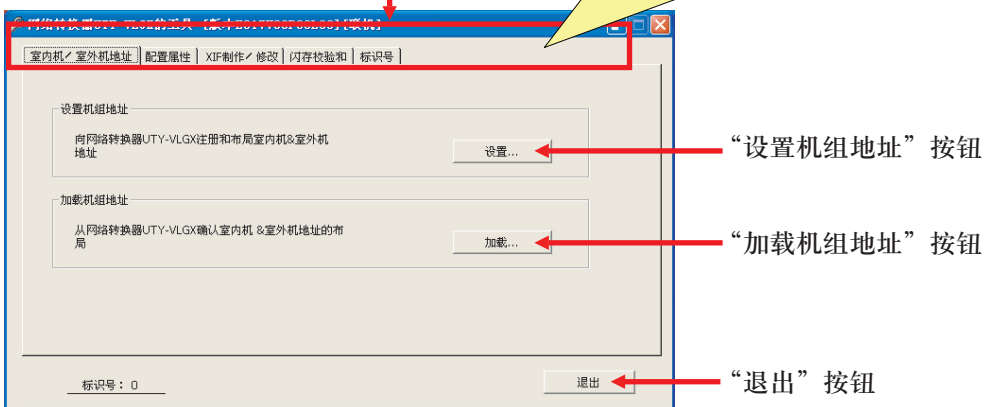 室内机/室外机地址 配置属性 XIF制作/修改 闪存校验和 标识号
设置机组地址
向网络转换器UTY-VLGX注册和布局室内机&室外机
地址
设置...
“设置机组地址”按钮
加载机组地址
从网络转换器UTY-VLGX确认室内机 &室外机地址的布
局
加载...
“加载机组地址”按钮
标识号: 0
退出
“退出”按钮